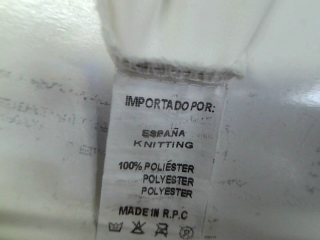 IMPORTADO POR:
ESPAÑA
KNITTING
100% POLIÉSTER
POLYESTER
POLYESTER
MADE IN R.P.C